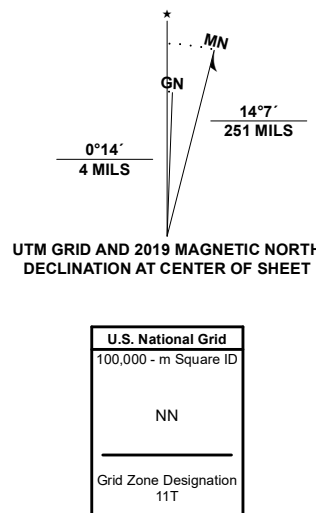 ★
MN
GN
14°7´
251 MILS
0°14´
4 MILS
UTM GRID AND 2019 MAGNETIC NORTH
DECLINATION AT CENTER OF SHEET
U.S. National Grid
100,000 - m Square ID
NN
Grid Zone Designation
11T